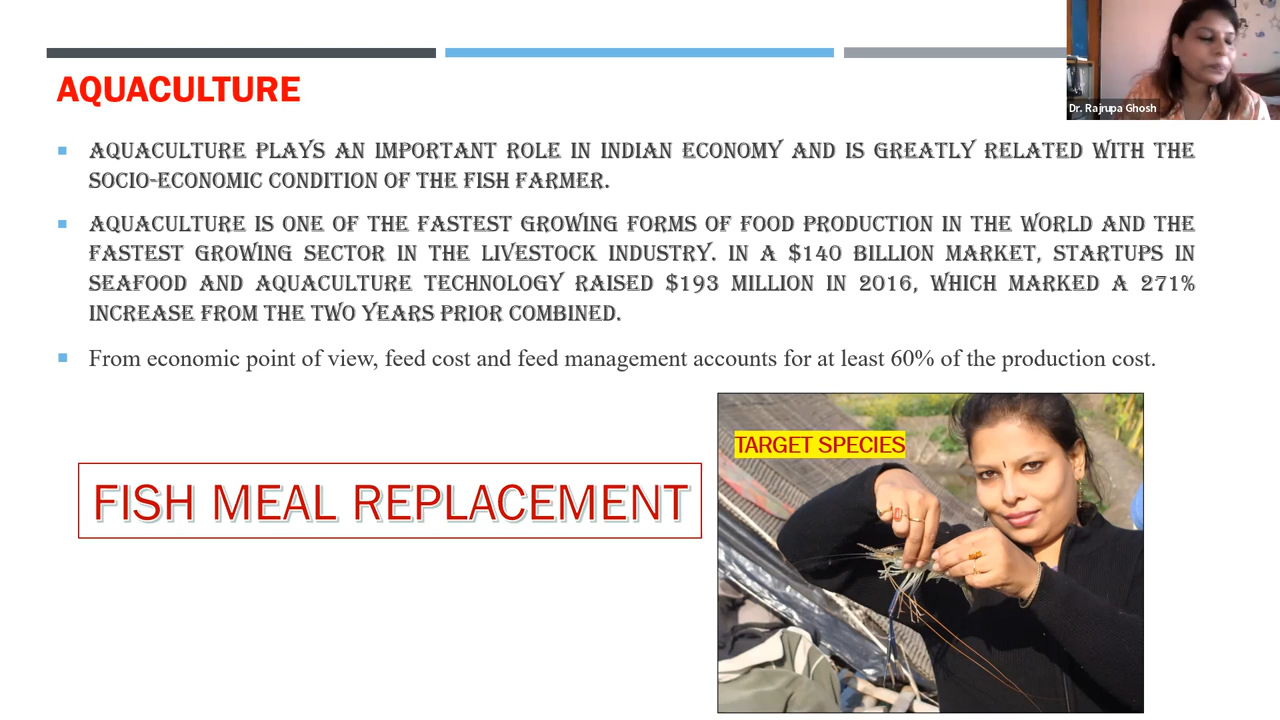 AQUACULTURE
Dr. Rajrupa Ghosh
AQUACULTURE PLAYS AN IMPORTANT ROLE IN INDIAN ECONOMY AND IS GREATLY RELATED WITH THE
SOCIO-ECONOMIC CONDITION OF THE FISH FARMER.
AQUACULTURE IS ONE OF THE FASTEST GROWING FORMS OF FOOD PRODUCTION IN THE WORLD AND THE
FASTEST GROWING SECTOR IN THE LIVESTOCK INDUSTRY. IN A $140 BILLION MARKET, STARTUPS IN
SEAFOOD AND AQUACULTURE TECHNOLOGY RAISED $193 MILLION IN 2016, WHICH MARKED A 271%
INCREASE FROM THE TWO YEARS PRIOR COMBINED.
From economic point of view, feed cost and feed management accounts for at least 60% of the production cost.
TARGET SPECIES
FISH MEAL REPLACEMENT